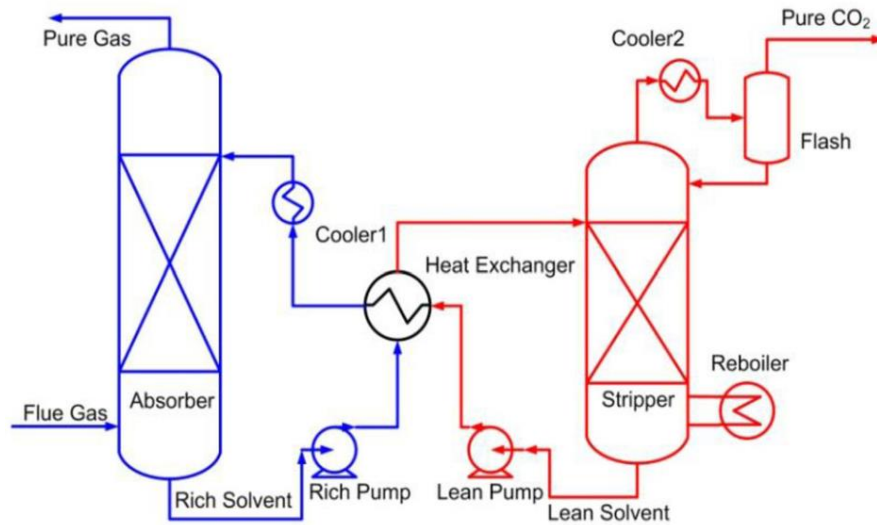 Pure Gas
Pure CO₂
Cooler2
Flash
Cooler1
Heat Exchanger
Reboiler
Absorber
Stripper
Flue Gas
Rich Solvent
Rich Pump
Lean Pump
Lean Solvent